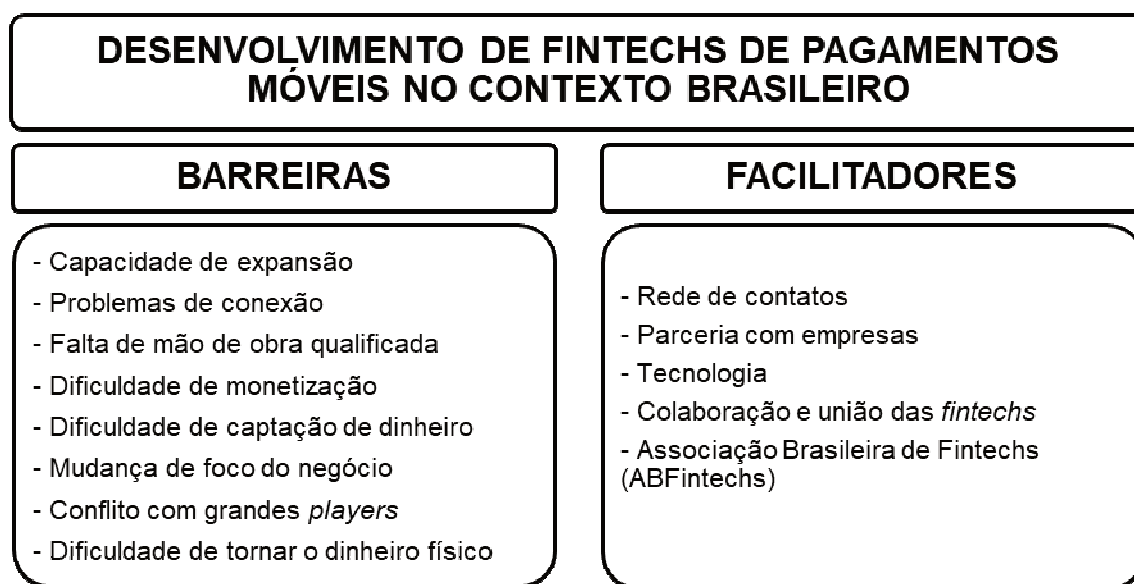 DESENVOLVIMENTO DE FINTECHS DE PAGAMENTOS
MÓVEIS NO CONTEXTO BRASILEIRO
BARREIRAS
- Capacidade de expansão
- Problemas de conexão
- Falta de mão de obra qualificada
- Dificuldade de monetização
- Dificuldade de captação de dinheiro
- Mudança de foco do negócio
- Conflito com grandes players
- Dificuldade de tornar o dinheiro físico
FACILITADORES
- Rede de contatos
- Parceria com empresas
- Tecnologia
- Colaboração e união das fintechs
- Associação Brasileira de Fintechs
(ABFintechs)